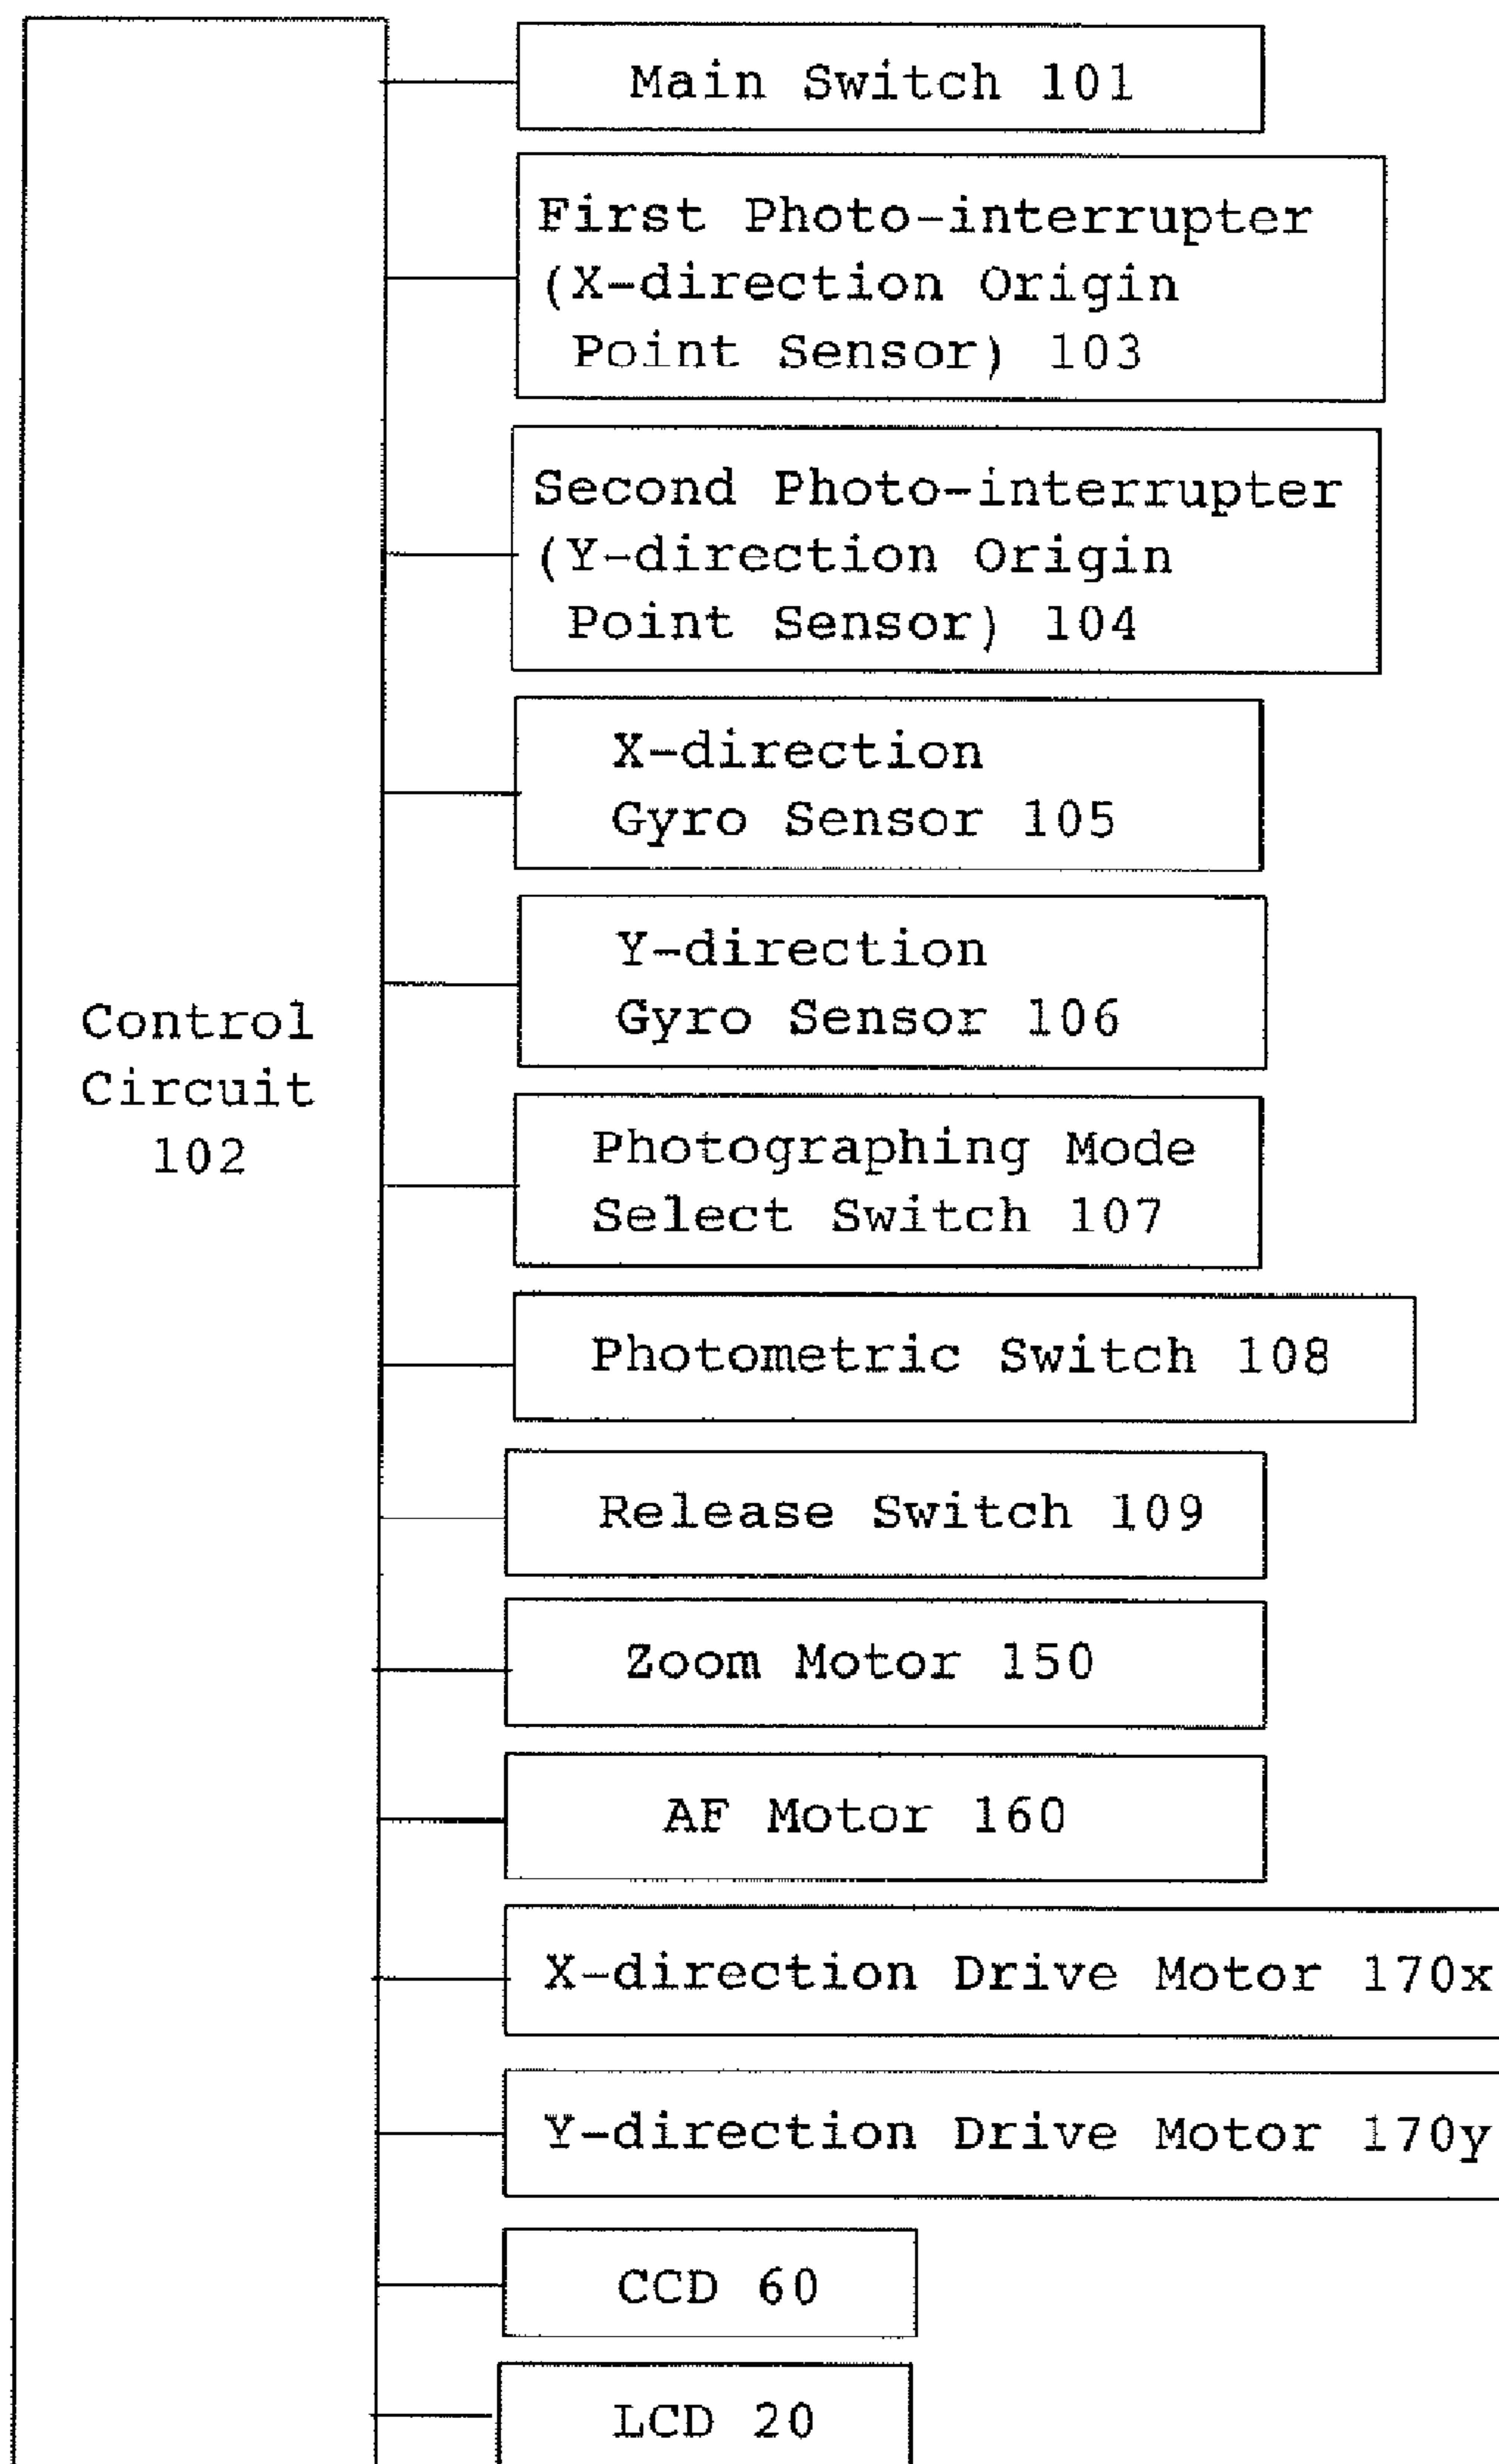 Main Switch 101
First Photo-interrupter
(X-direction Origin
Point Sensor) 103
Second Photo-interrupter
(Y-direction Origin
Point Sensor) 104
X-direction
Gyro Sensor 105
Y-direction
Gyro Sensor 106
Control
Circuit
102
Photographing Mode
Select Switch 107
Photometric Switch 108
Release Switch 109
Zoom Motor 150
AF Motor 160
X-direction Drive Motor 170x
Y-direction Drive Motor 170y
CCD 60
LCD 20